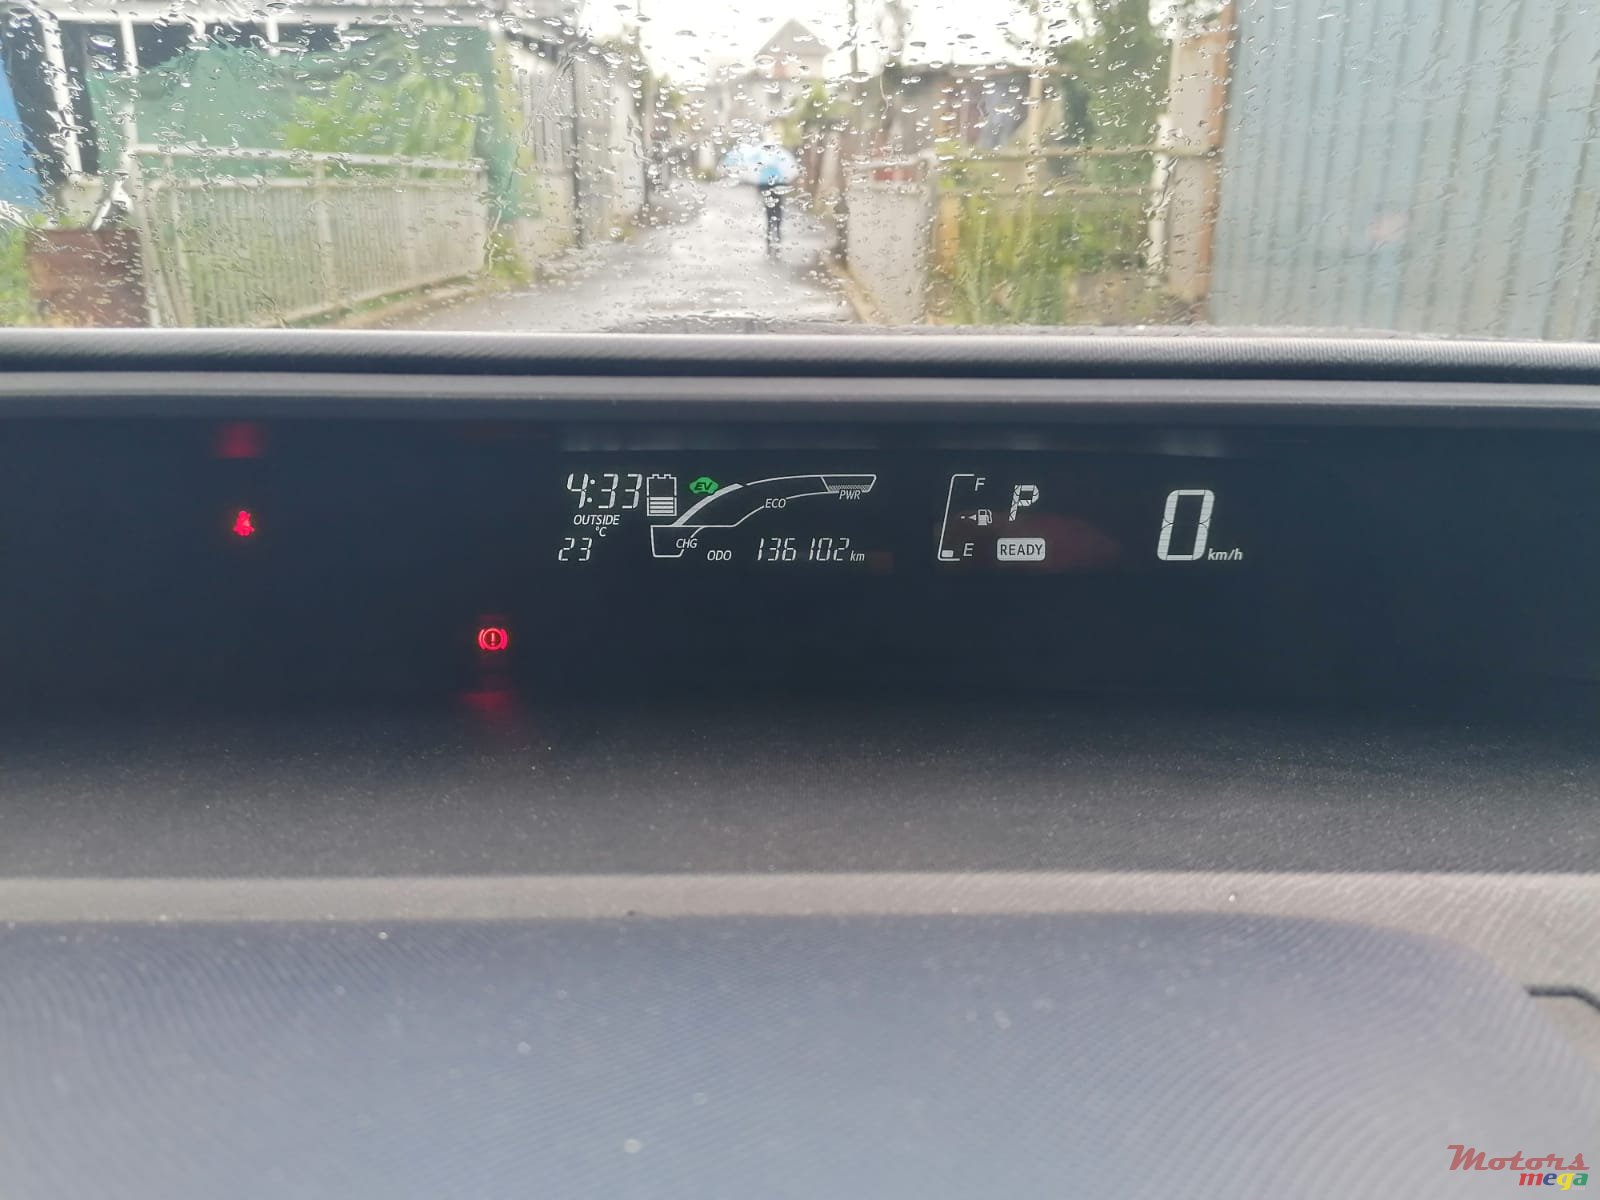 4:33
EV
ECO
PWR
OUTSIDE
°C
23
CHG
ODO
136102 km
F
E
P
READY
0 km/h
Motors
mega